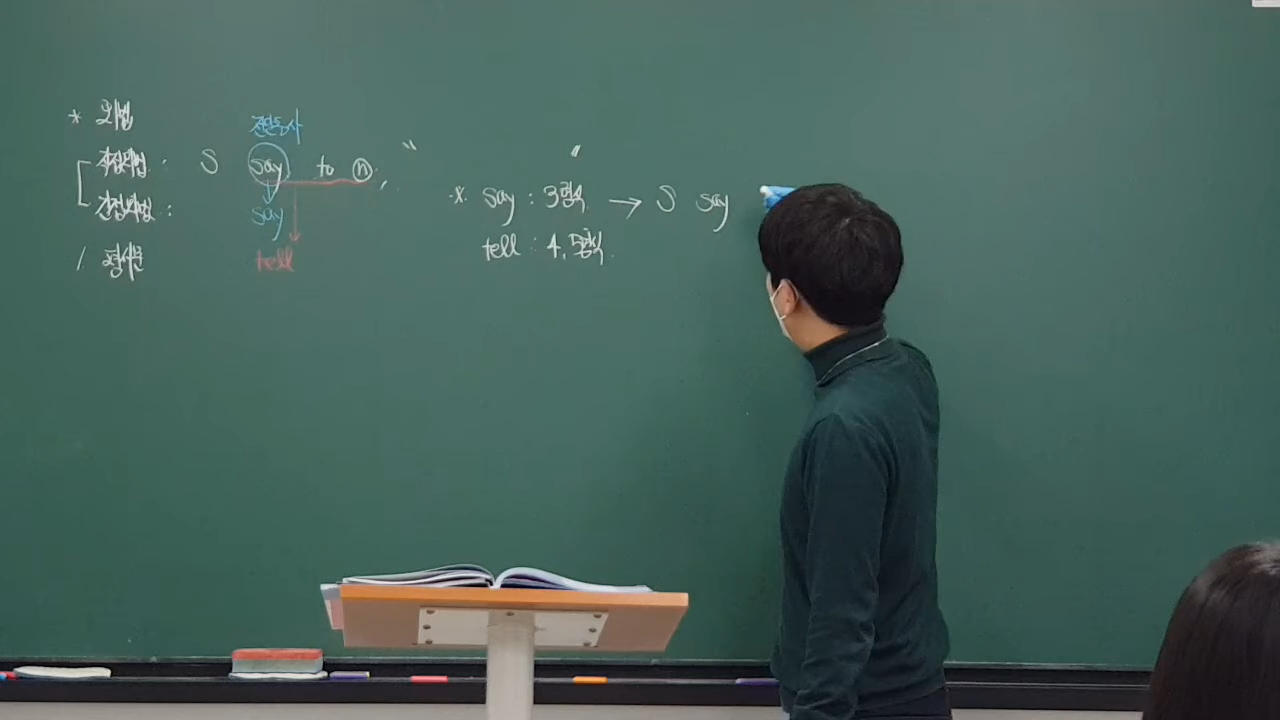 * 화법
전달동사
직접화법 : S say to ⓝ , " "
간접화법 : say
/ 평서문 tell
* say : 3형식 → S say
tell : 4, 5형식